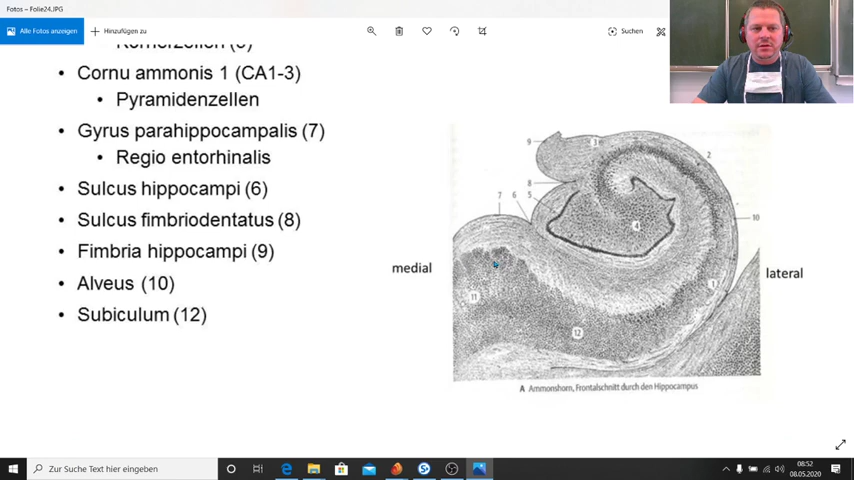 Fotos - Folie24.JPG
Alle Fotos anzeigen
Hinzufügen zu
Suchen
• Körnerzellen (5)
• Cornu ammonis 1 (CA1-3)
• Pyramidenzellen
• Gyrus parahippocampalis (7)
• Regio entorhinalis
• Sulcus hippocampi (6)
• Sulcus fimbriodentatus (8)
• Fimbria hippocampi (9)
• Alveus (10)
• Subiculum (12)
9
3
2
8
7 6 5
4
10
medial
lateral
11
1
12
A Ammonshorn, Frontalschnitt durch den Hippocampus
Zur Suche Text hier eingeben
08:52
08.05.2020